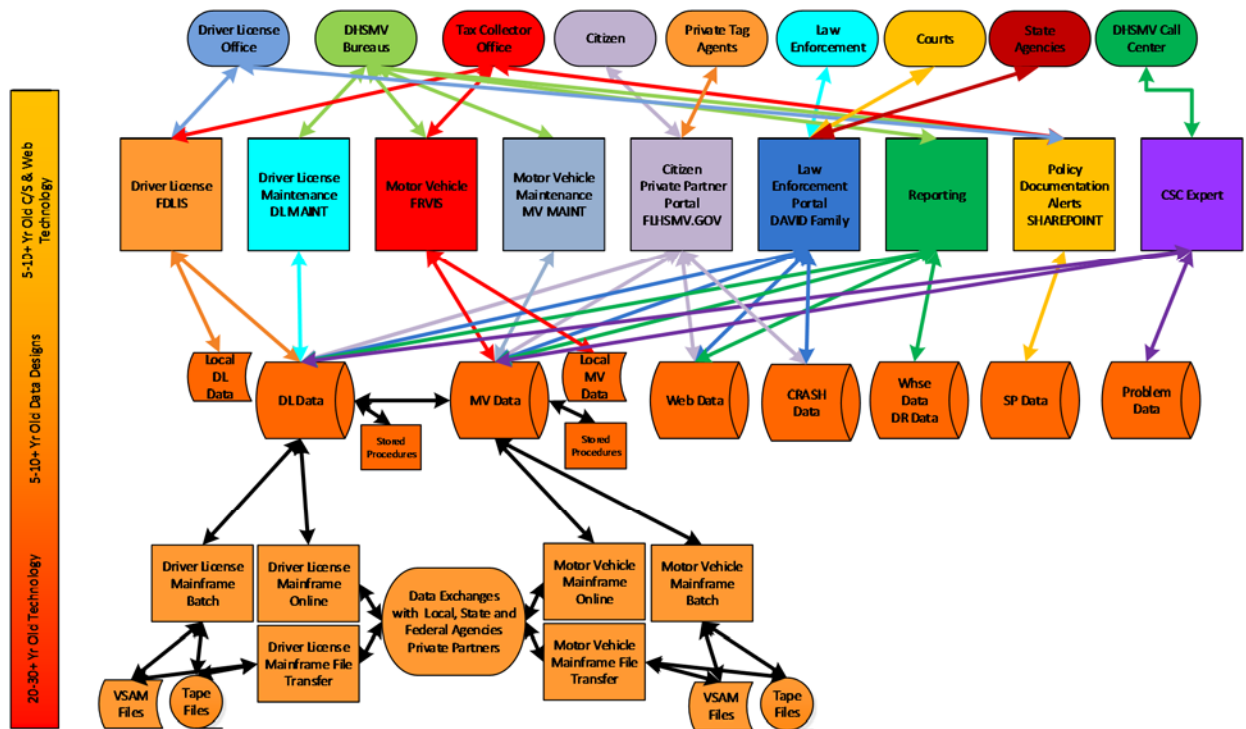 Driver License
Office
DHSMV
Bureaus
Tax Collector
Office
Citizen
Private Tag
Agents
Law
Enforcement
Courts
State
Agencies
DHSMV Call
Center
5-10+ Yr Old C/S & Web
Technology
5-10+ Yr Old Data Designs
20-30+ Yr Old Technology
Driver License
FDLIS
Driver License
Maintenance
DL MAINT
Motor Vehicle
FRVIS
Motor Vehicle
Maintenance
MV MAINT
Citizen
Private Partner
Portal
FLHSMV.GOV
Law
Enforcement
Portal
DAVID Family
Reporting
Policy
Documentation
Alerts
SHAREPOINT
CSC Expert
Local
DL
Data
DL Data
Stored
Procedures
MV Data
Local
MV
Data
Stored
Procedures
Web Data
CRASH
Data
Whse
Data
DR Data
SP Data
Problem
Data
Driver License
Mainframe
Batch
Driver License
Mainframe
Online
Driver License
Mainframe File
Transfer
Data Exchanges
with Local, State and
Federal Agencies
Private Partners
Motor Vehicle
Mainframe
Online
Motor Vehicle
Mainframe File
Transfer
Motor Vehicle
Mainframe
Batch
VSAM
Files
Tape
Files
VSAM
Files
Tape
Files